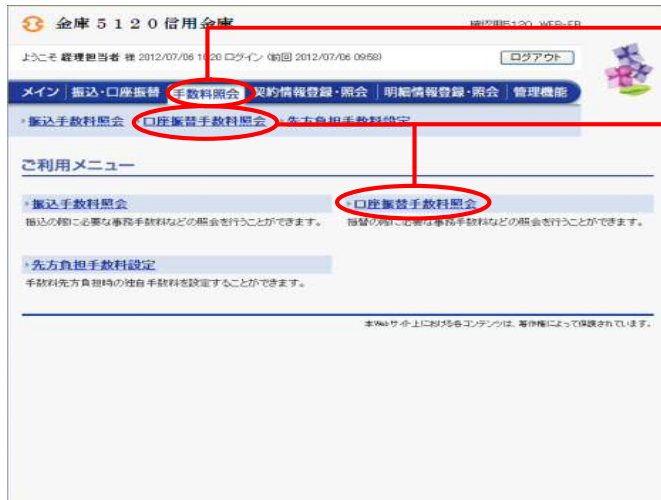 金庫５１２０信用金庫
確認用5120 WEB-FB
ようこそ 経理担当者 様 2012/07/06 10:20 ログイン (前回 2012/07/06 09:58)
ログアウト
メイン 振込・口座振替 手数料照会 契約情報登録・照会 明細情報登録・照会 管理機能
振込手数料照会 口座振替手数料照会 先方負担手数料設定
ご利用メニュー
振込手数料照会 口座振替手数料照会
振込の際に必要な事務手数料などの照会を行うことができます。 振替の際に必要な事務手数料などの照会を行うことができます。
先方負担手数料設定
手数料先方負担時の独自手数料を設定することができます。
本Webサイト上における各コンテンツは、著作権によって保護されています。